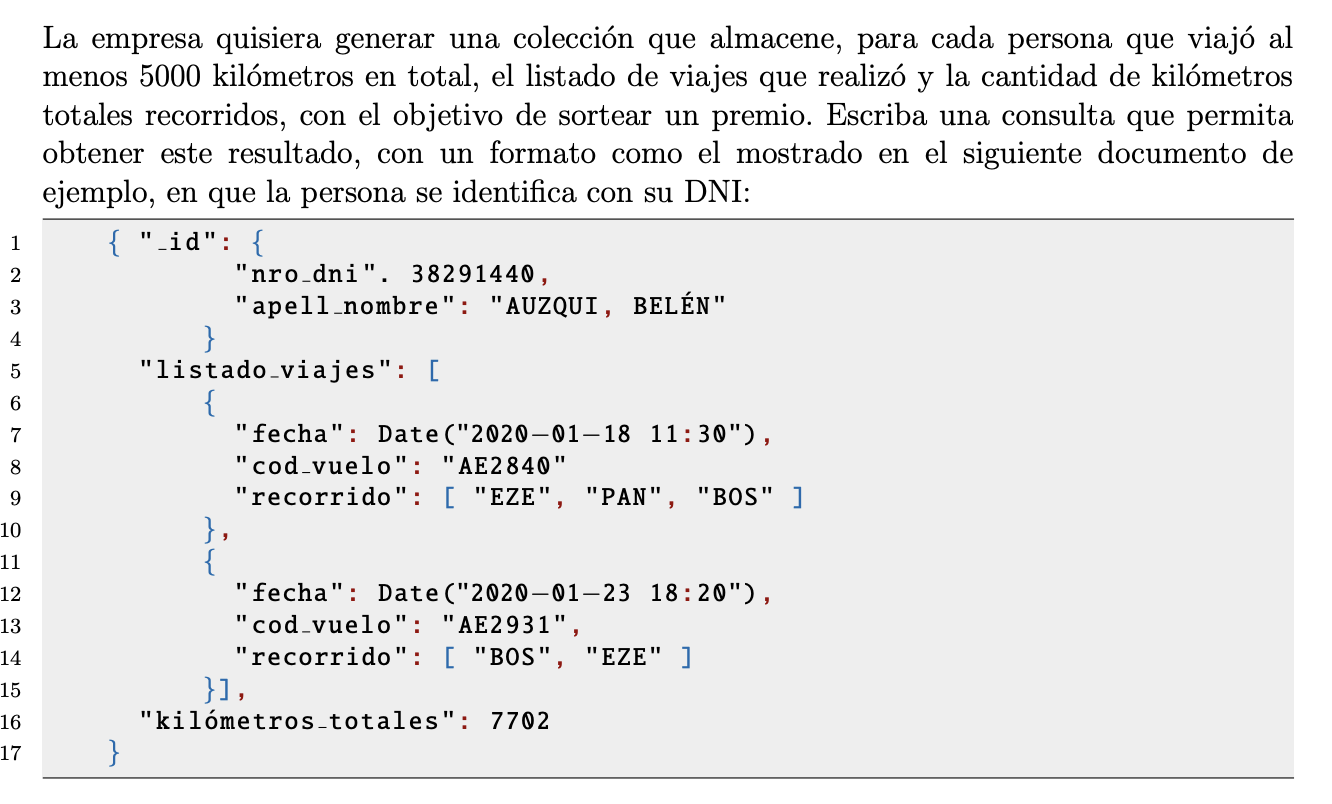 La empresa quisiera generar una colección que almacene, para cada persona que viajó al
menos 5000 kilómetros en total, el listado de viajes que realizó y la cantidad de kilómetros
totales recorridos, con el objetivo de sortear un premio. Escriba una consulta que permita
obtener este resultado, con un formato como el mostrado en el siguiente documento de
ejemplo, en que la persona se identifica con su DNI:
1 { "_id": {
2 "nro_dni". 38291440,
3 "apell_nombre": "AUZQUI, BELÉN"
4 }
5 "listado_viajes": [
6 {
7 "fecha": Date("2020−01−18 11:30"),
8 "cod_vuelo": "AE2840"
9 "recorrido": [ "EZE", "PAN", "BOS" ]
10 },
11 {
12 "fecha": Date("2020−01−23 18:20"),
13 "cod_vuelo": "AE2931",
14 "recorrido": [ "BOS", "EZE" ]
15 }],
16 "kilómetros_totales": 7702
17 }